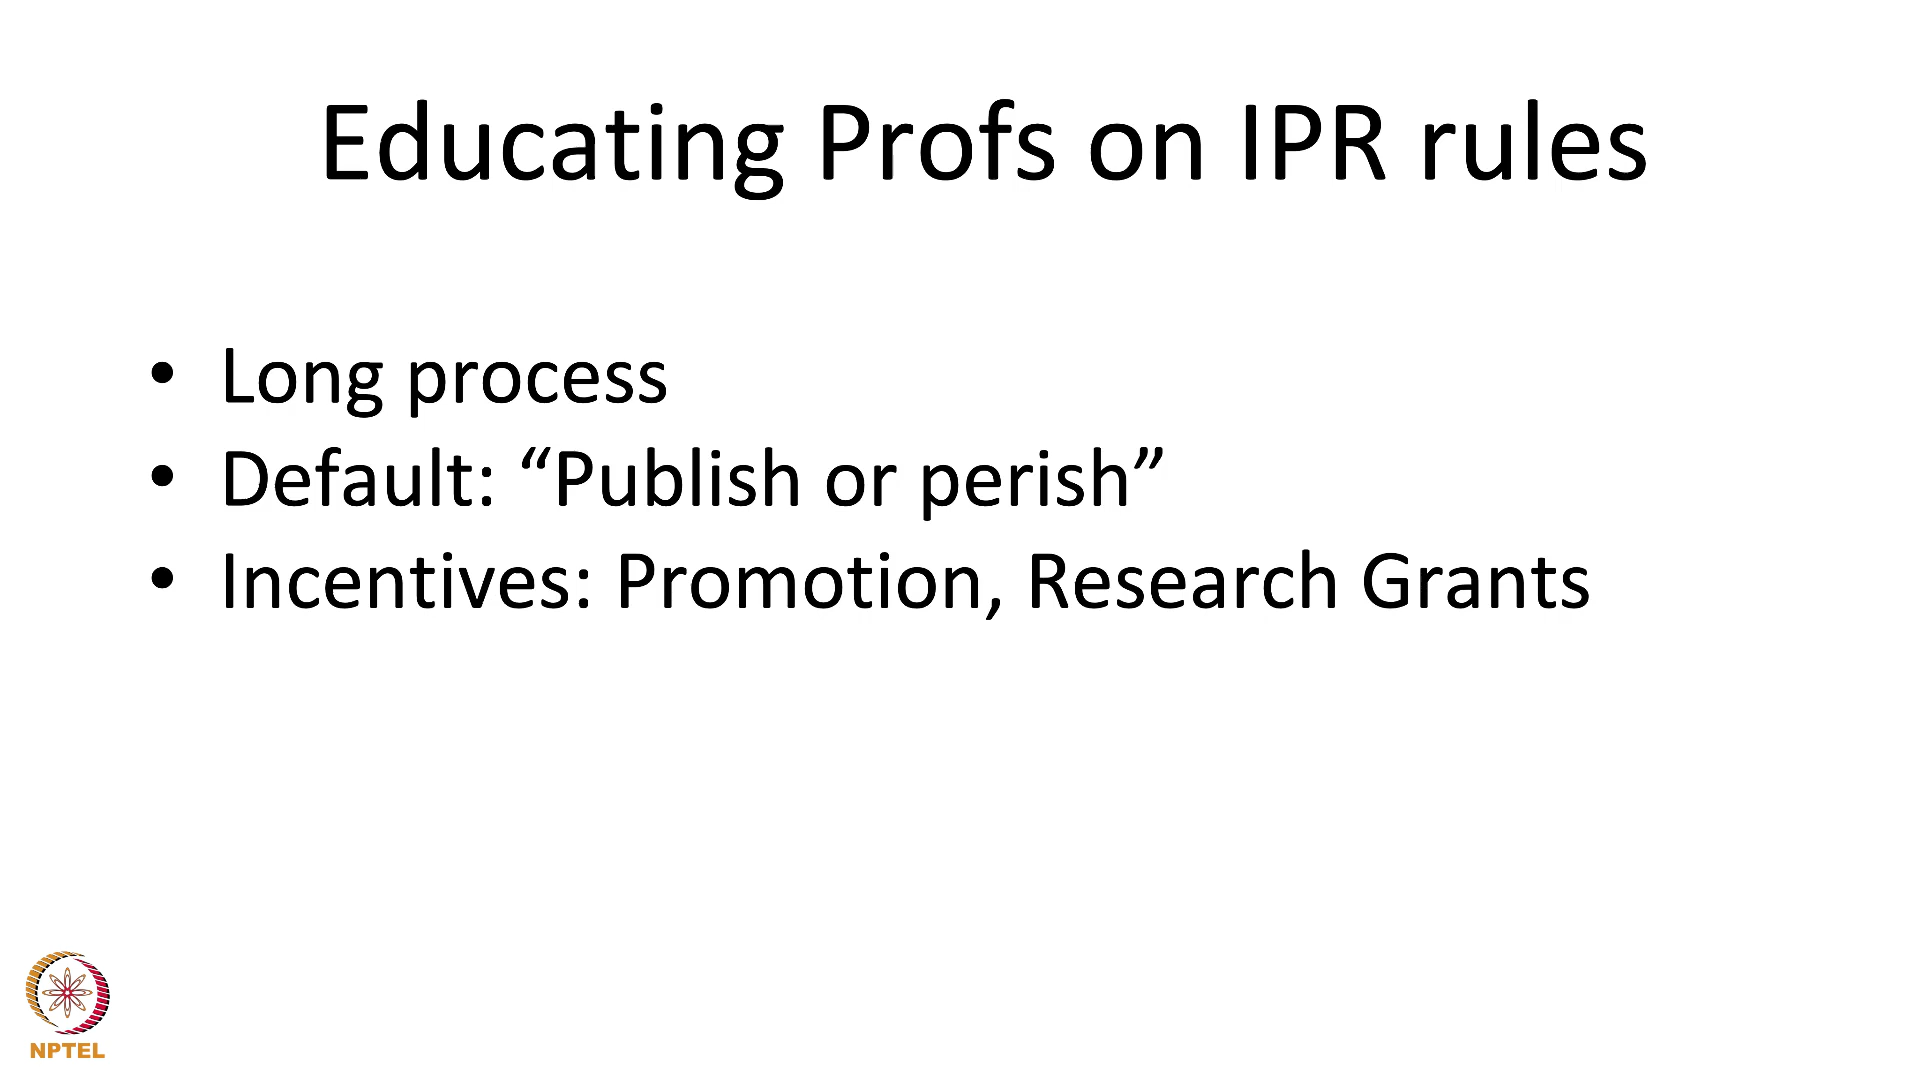 Educating Profs on IPR rules
• Long process
• Default: “Publish or perish”
• Incentives: Promotion, Research Grants
NPTEL